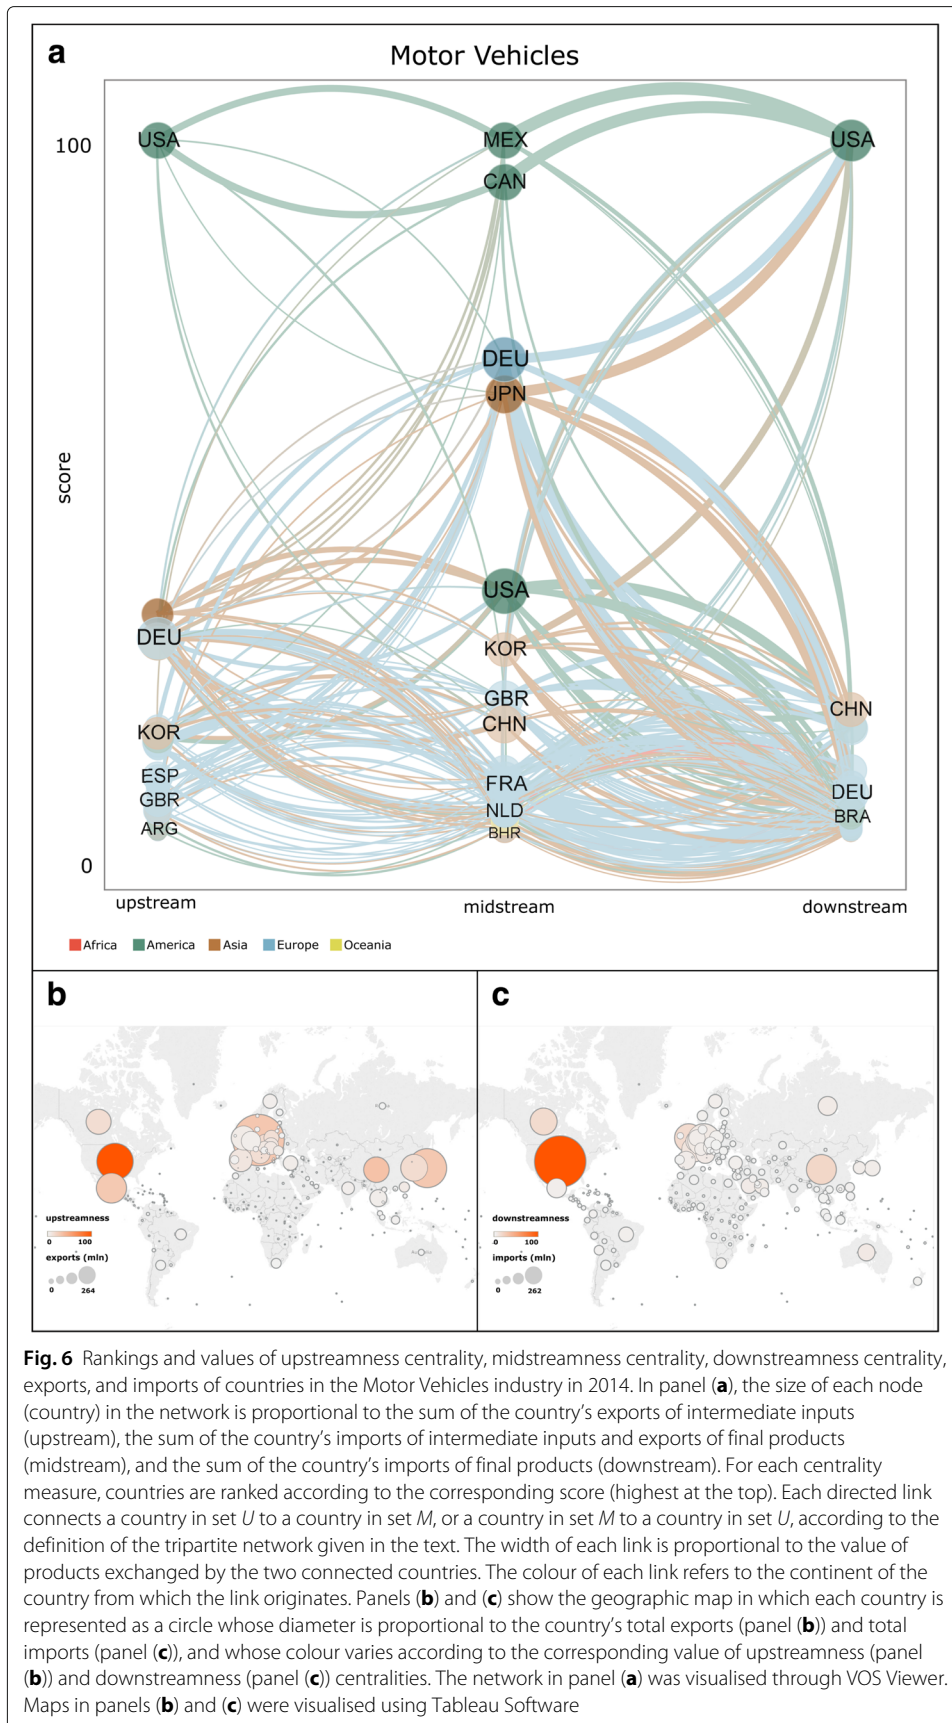 a
Motor Vehicles
100
score
0
USA
MEX
USA
CAN
DEU
JPN
USA
DEU
KOR
KOR
GBR
CHN
CHN
ESP
GBR
ARG
FRA
NLD
BHR
DEU
BRA
upstream
midstream
downstream
Africa America Asia Europe Oceania
b
upstreamness
0 100
exports (mln)
0 264
c
downstreamness
0 100
imports (mln)
0 262
Fig. 6 Rankings and values of upstreamness centrality, midstreamness centrality, downstreamness centrality,
exports, and imports of countries in the Motor Vehicles industry in 2014. In panel (a), the size of each node
(country) in the network is proportional to the sum of the country's exports of intermediate inputs
(upstream), the sum of the country's imports of intermediate inputs and exports of final products
(midstream), and the sum of the country's imports of final products (downstream). For each centrality
measure, countries are ranked according to the corresponding score (highest at the top). Each directed link
connects a country in set U to a country in set M, or a country in set M to a country in set U, according to the
definition of the tripartite network given in the text. The width of each link is proportional to the value of
products exchanged by the two connected countries. The colour of each link refers to the continent of the
country from which the link originates. Panels (b) and (c) show the geographic map in which each country is
represented as a circle whose diameter is proportional to the country's total exports (panel (b)) and total
imports (panel (c)), and whose colour varies according to the corresponding value of upstreamness (panel
(b)) and downstreamness (panel (c)) centralities. The network in panel (a) was visualised through VOS Viewer.
Maps in panels (b) and (c) were visualised using Tableau Software